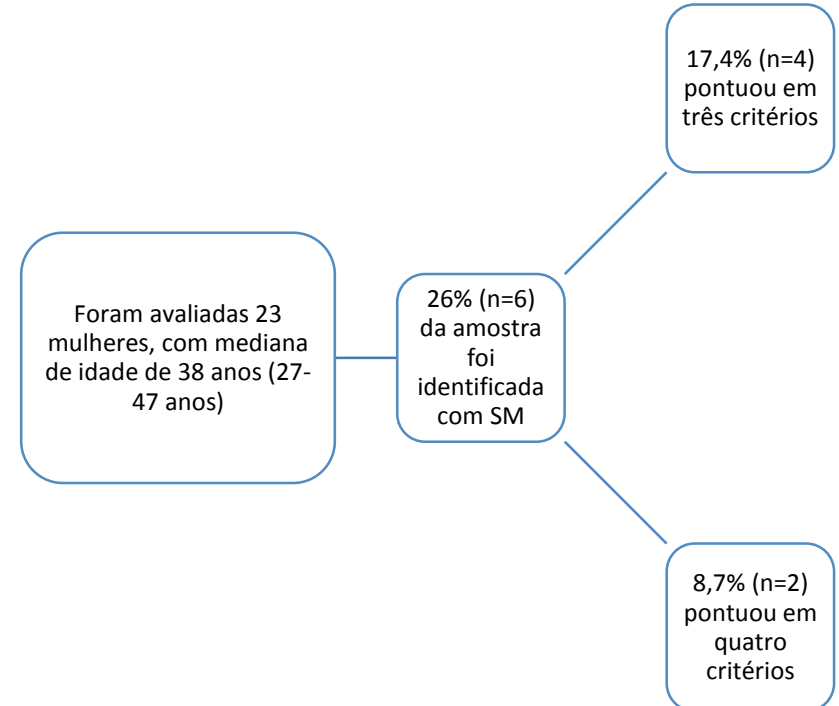 Foram avaliadas 23
mulheres, com mediana
de idade de 38 anos (27-
47 anos)
26% (n=6)
da amostra
foi
identificada
com SM
17,4% (n=4)
pontuou em
três critérios
8,7% (n=2)
pontuou em
quatro
critérios